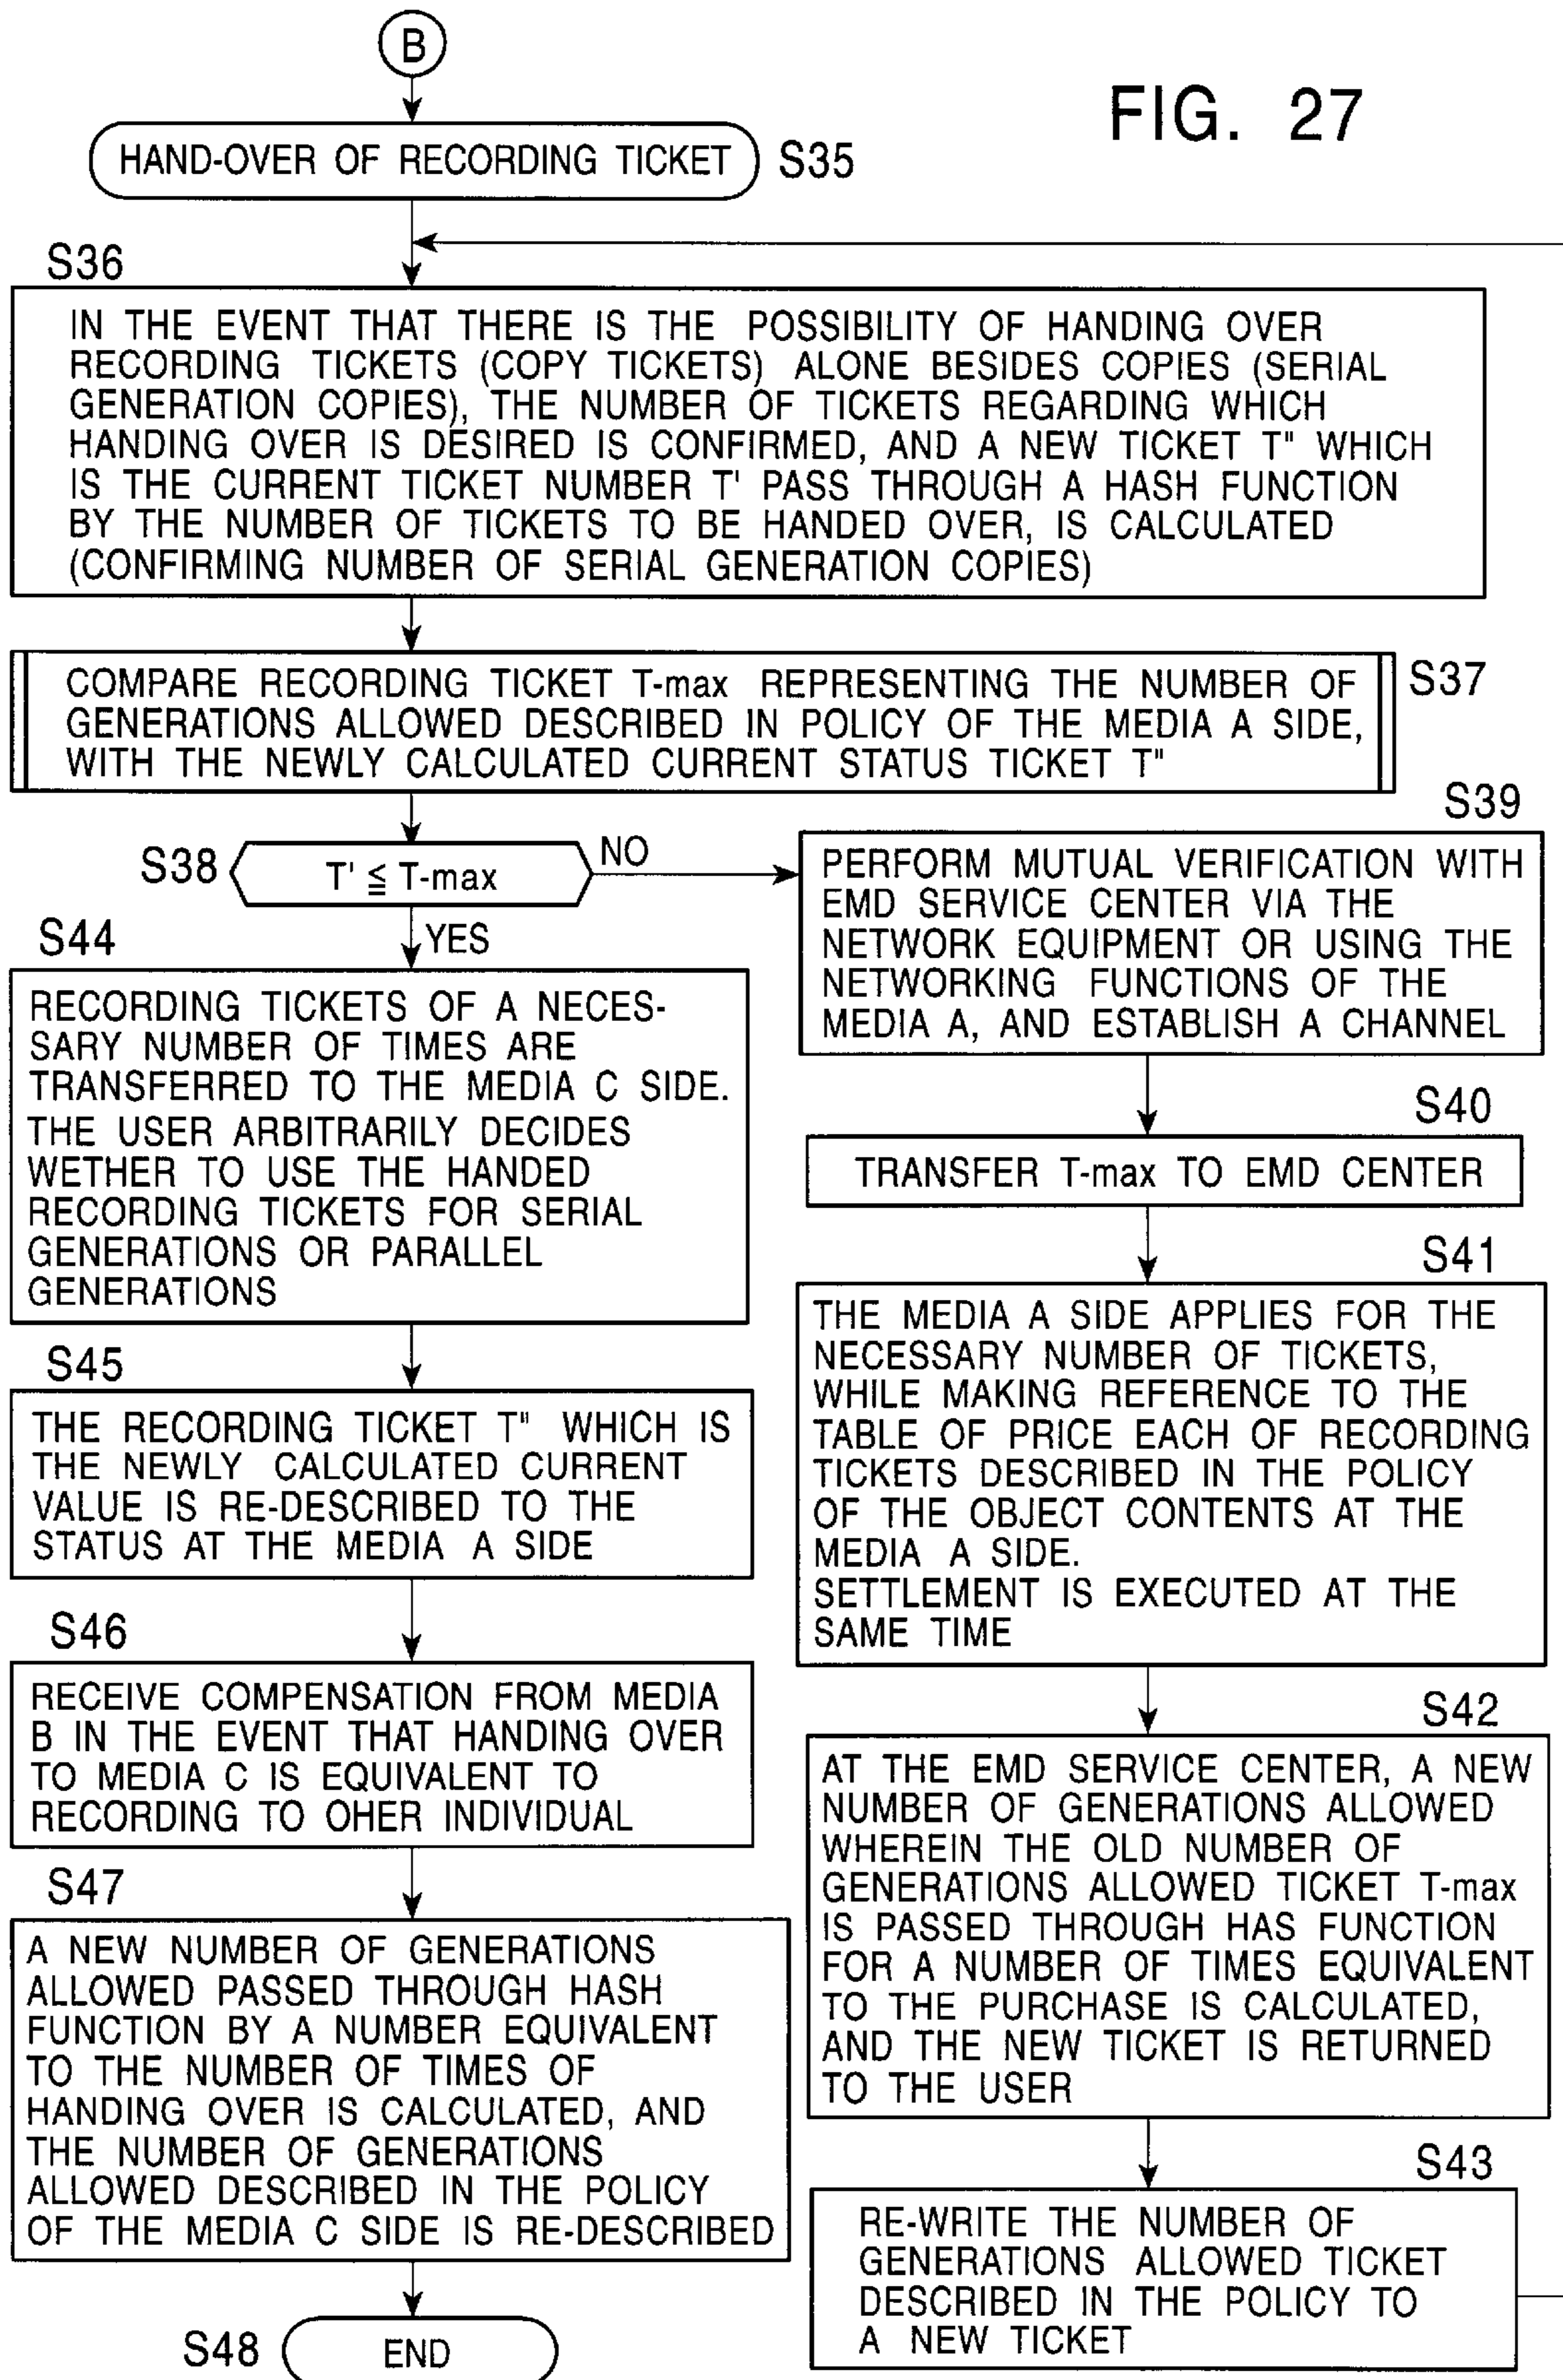 B
FIG. 27
HAND-OVER OF RECORDING TICKET
S35
S36
IN THE EVENT THAT THERE IS THE POSSIBILITY OF HANDING OVER
RECORDING TICKETS (COPY TICKETS) ALONE BESIDES COPIES (SERIAL
GENERATION COPIES), THE NUMBER OF TICKETS REGARDING WHICH
HANDING OVER IS DESIRED IS CONFIRMED, AND A NEW TICKET T" WHICH
IS THE CURRENT TICKET NUMBER T' PASS THROUGH A HASH FUNCTION
BY THE NUMBER OF TICKETS TO BE HANDED OVER, IS CALCULATED
(CONFIRMING NUMBER OF SERIAL GENERATION COPIES)
COMPARE RECORDING TICKET T-max REPRESENTING THE NUMBER OF
GENERATIONS ALLOWED DESCRIBED IN POLICY OF THE MEDIA A SIDE,
WITH THE NEWLY CALCULATED CURRENT STATUS TICKET T"
S37
S38
T' ≦ T-max
NO
YES
S39
PERFORM MUTUAL VERIFICATION WITH
EMD SERVICE CENTER VIA THE
NETWORK EQUIPMENT OR USING THE
NETWORKING FUNCTIONS OF THE
MEDIA A, AND ESTABLISH A CHANNEL
S40
TRANSFER T-max TO EMD CENTER
S41
THE MEDIA A SIDE APPLIES FOR THE
NECESSARY NUMBER OF TICKETS,
WHILE MAKING REFERENCE TO THE
TABLE OF PRICE EACH OF RECORDING
TICKETS DESCRIBED IN THE POLICY
OF THE OBJECT CONTENTS AT THE
MEDIA A SIDE.
SETTLEMENT IS EXECUTED AT THE
SAME TIME
S42
AT THE EMD SERVICE CENTER, A NEW
NUMBER OF GENERATIONS ALLOWED
WHEREIN THE OLD NUMBER OF
GENERATIONS ALLOWED TICKET T-max
IS PASSED THROUGH HAS FUNCTION
FOR A NUMBER OF TIMES EQUIVALENT
TO THE PURCHASE IS CALCULATED,
AND THE NEW TICKET IS RETURNED
TO THE USER
S43
RE-WRITE THE NUMBER OF
GENERATIONS ALLOWED TICKET
DESCRIBED IN THE POLICY TO
A NEW TICKET
S44
RECORDING TICKETS OF A NECES-
SARY NUMBER OF TIMES ARE
TRANSFERRED TO THE MEDIA C SIDE.
THE USER ARBITRARILY DECIDES
WETHER TO USE THE HANDED
RECORDING TICKETS FOR SERIAL
GENERATIONS OR PARALLEL
GENERATIONS
S45
THE RECORDING TICKET T" WHICH IS
THE NEWLY CALCULATED CURRENT
VALUE IS RE-DESCRIBED TO THE
STATUS AT THE MEDIA A SIDE
S46
RECEIVE COMPENSATION FROM MEDIA
B IN THE EVENT THAT HANDING OVER
TO MEDIA C IS EQUIVALENT TO
RECORDING TO OHER INDIVIDUAL
S47
A NEW NUMBER OF GENERATIONS
ALLOWED PASSED THROUGH HASH
FUNCTION BY A NUMBER EQUIVALENT
TO THE NUMBER OF TIMES OF
HANDING OVER IS CALCULATED, AND
THE NUMBER OF GENERATIONS
ALLOWED DESCRIBED IN THE POLICY
OF THE MEDIA C SIDE IS RE-DESCRIBED
S48
END